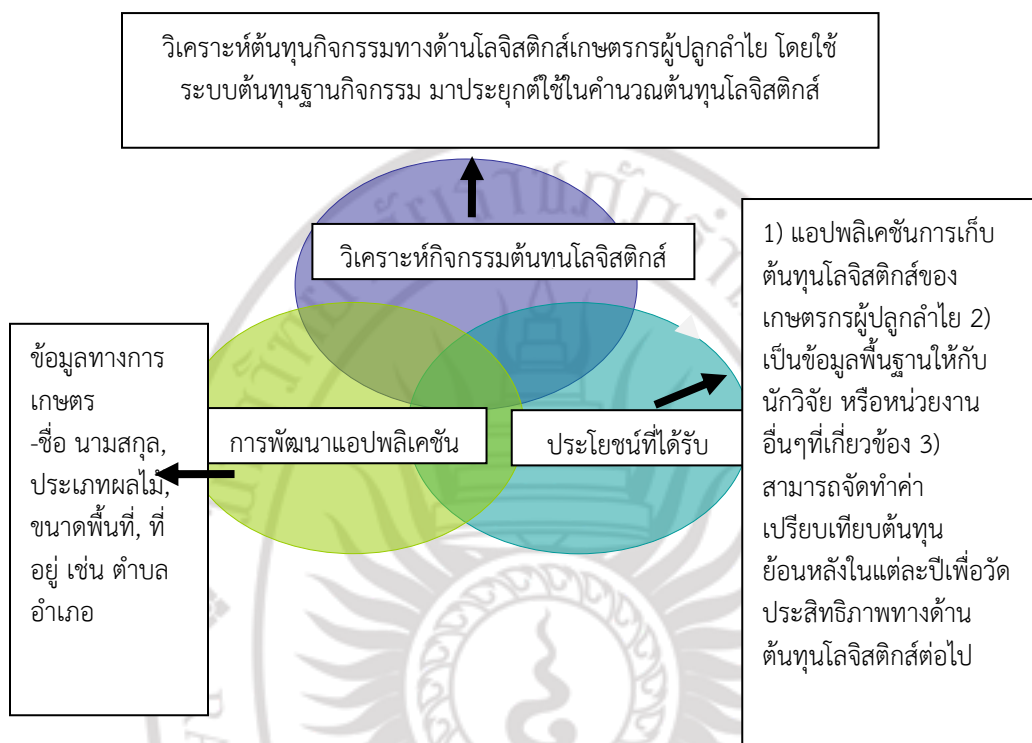 วิเคราะห์ต้นทุนกิจกรรมทางด้านโลจิสติกส์เกษตรกรผู้ปลูกลำไย โดยใช้
ระบบต้นทุนฐานกิจกรรม มาประยุกต์ใช้ในคำนวณต้นทุนโลจิสติกส์
วิเคราะห์กิจกรรมต้นทนโลจิสติกส์
ข้อมูลทางการ
เกษตร
-ชื่อ นามสกุล,
ประเภทผลไม้,
ขนาดพื้นที่, ที่
อยู่ เช่น ตำบล
อำเภอ
การพัฒนาแอปพลิเคชัน
ประโยชน์ที่ได้รับ
1) แอปพลิเคชันการเก็บ
ต้นทุนโลจิสติกส์ของ
เกษตรกรผู้ปลูกลำไย 2)
เป็นข้อมูลพื้นฐานให้กับ
นักวิจัย หรือหน่วยงาน
อื่นๆที่เกี่ยวข้อง 3)
สามารถจัดทำค่า
เปรียบเทียบต้นทุน
ย้อนหลังในแต่ละปีเพื่อวัด
ประสิทธิภาพทางด้าน
ต้นทุนโลจิสติกส์ต่อไป